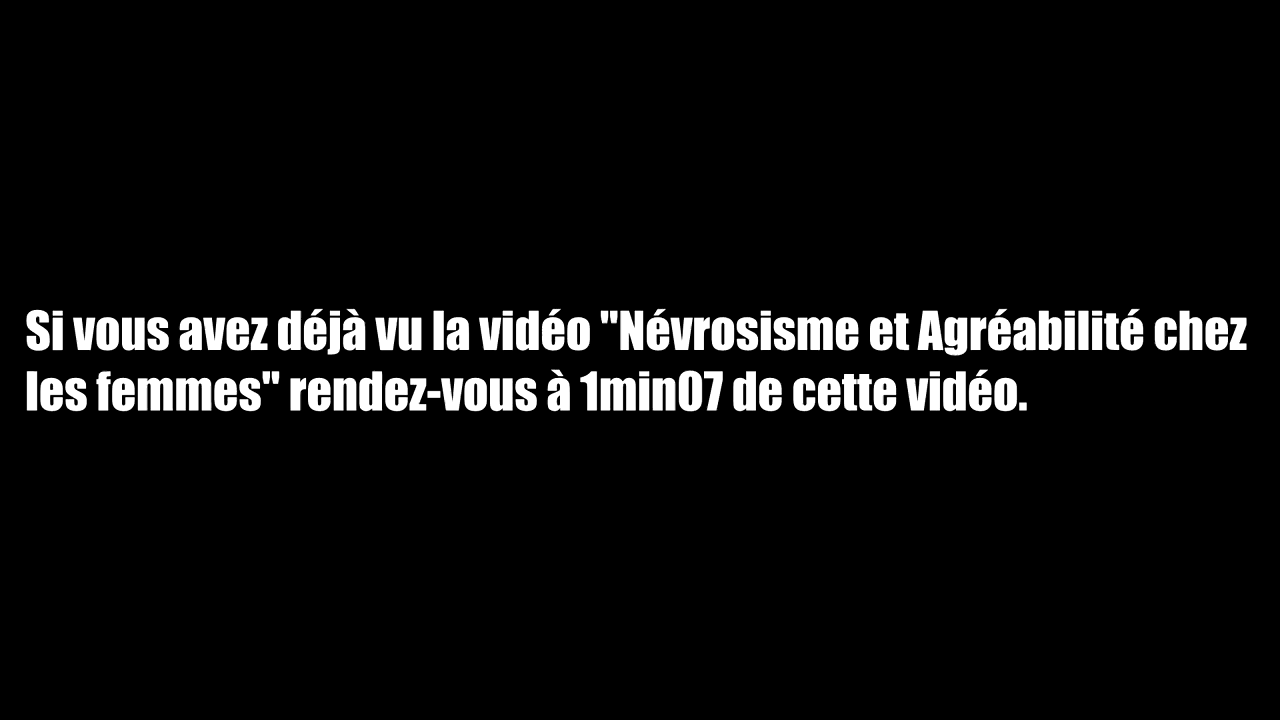 Si vous avez déjà vu la vidéo "Névrosisme et Agréabilité chez
les femmes" rendez-vous à 1min07 de cette vidéo.